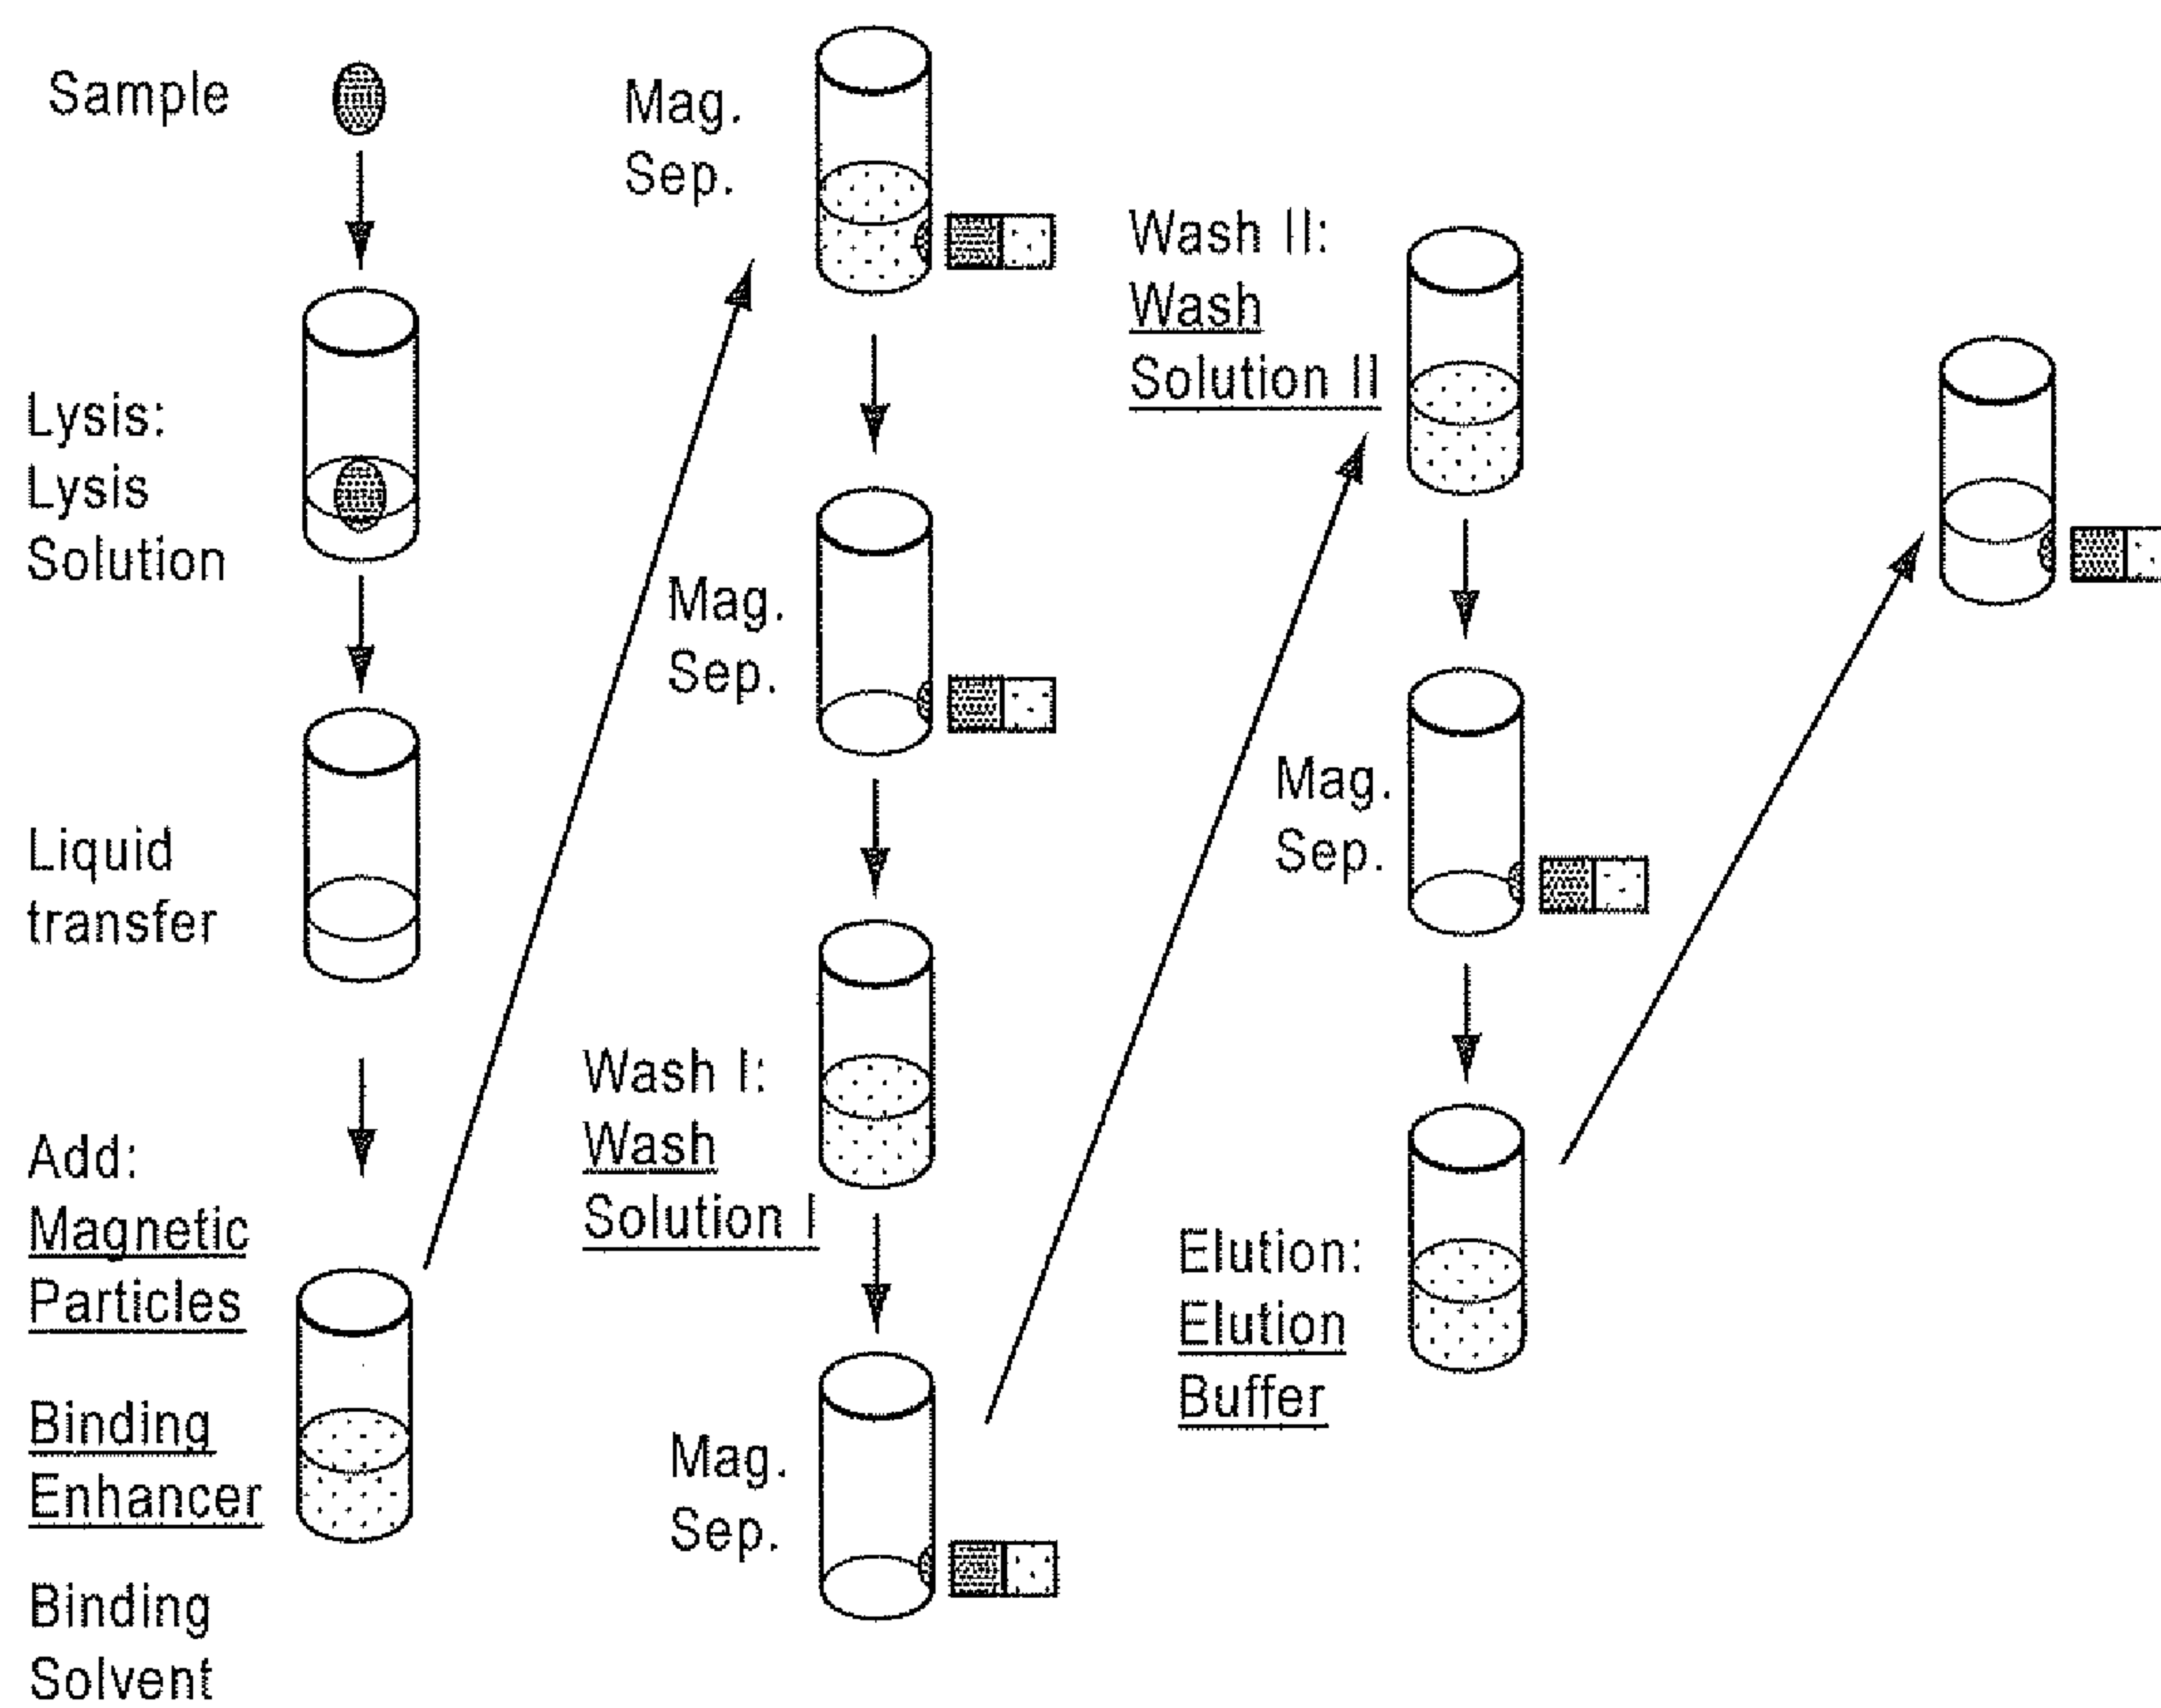 Sample
Lysis:
Lysis
Solution
Liquid
transfer
Add:
Magnetic
Particles
Binding
Enhancer
Binding
Solvent
Mag.
Sep.
Mag.
Sep.
Wash I:
Wash
Solution I
Mag.
Sep.
Wash II:
Wash
Solution II
Mag.
Sep.
Elution:
Elution
Buffer